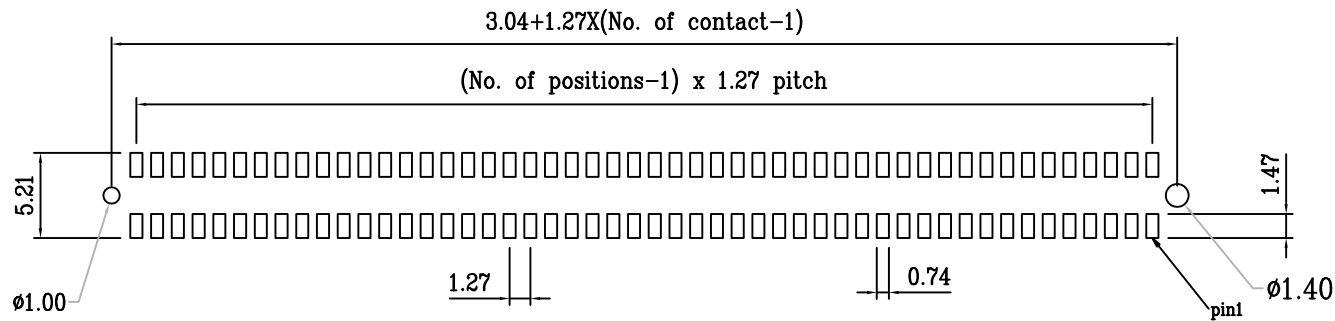 3.04+1.27X(No. of contact-1)
(No. of positions-1) x 1.27 pitch
5.21
1.47
1.27
0.74
ø1.00
ø1.40
pin1